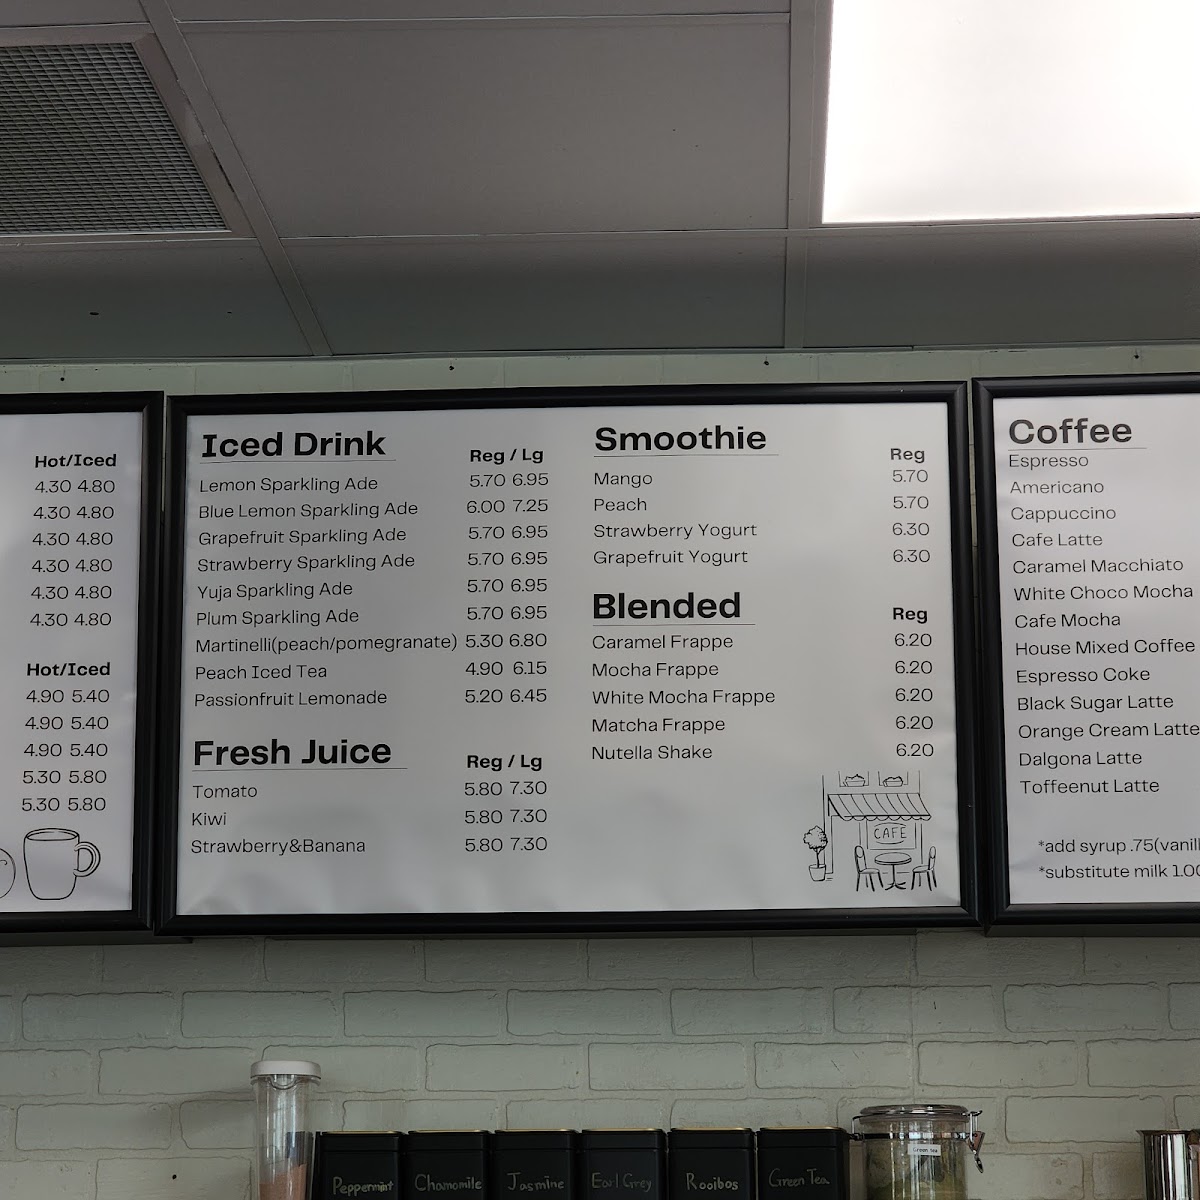 Hot/Iced
4.30 4.80
4.30 4.80
4.30 4.80
4.30 4.80
4.30 4.80
4.30 4.80
Hot/Iced
4.90 5.40
4.90 5.40
4.90 5.40
5.30 5.80
5.30 5.80
Iced Drink Reg / Lg
Lemon Sparkling Ade 5.70 6.95
Blue Lemon Sparkling Ade 6.00 7.25
Grapefruit Sparkling Ade 5.70 6.95
Strawberry Sparkling Ade 5.70 6.95
Yuja Sparkling Ade 5.70 6.95
Plum Sparkling Ade 5.70 6.95
Martinelli(peach/pomegranate) 5.30 6.80
Peach Iced Tea 4.90 6.15
Passionfruit Lemonade 5.20 6.45
Fresh Juice Reg / Lg
Tomato 5.80 7.30
Kiwi 5.80 7.30
Strawberry&Banana 5.80 7.30
Smoothie Reg
Mango 5.70
Peach 5.70
Strawberry Yogurt 6.30
Grapefruit Yogurt 6.30
Blended Reg
Caramel Frappe 6.20
Mocha Frappe 6.20
White Mocha Frappe 6.20
Matcha Frappe 6.20
Nutella Shake 6.20
CAFE
Coffee
Espresso
Americano
Cappuccino
Cafe Latte
Caramel Macchiato
White Choco Mocha
Cafe Mocha
House Mixed Coffee
Espresso Coke
Black Sugar Latte
Orange Cream Latte
Dalgona Latte
Toffeenut Latte
*add syrup .75(vanill
*substitute milk 1.00
Peppermint
Chamomile
Jasmine
Earl Grey
Rooibos
Green Tea
Green tea